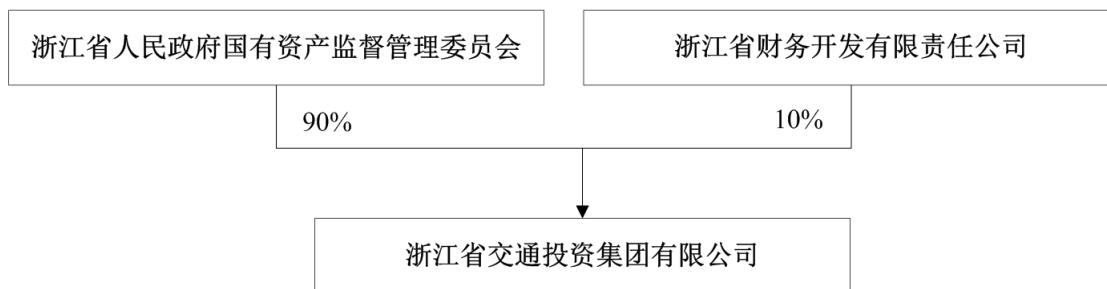 浙江省人民政府国有资产监督管理委员会
浙江省财务开发有限责任公司
90%
10%
浙江省交通投资集团有限公司